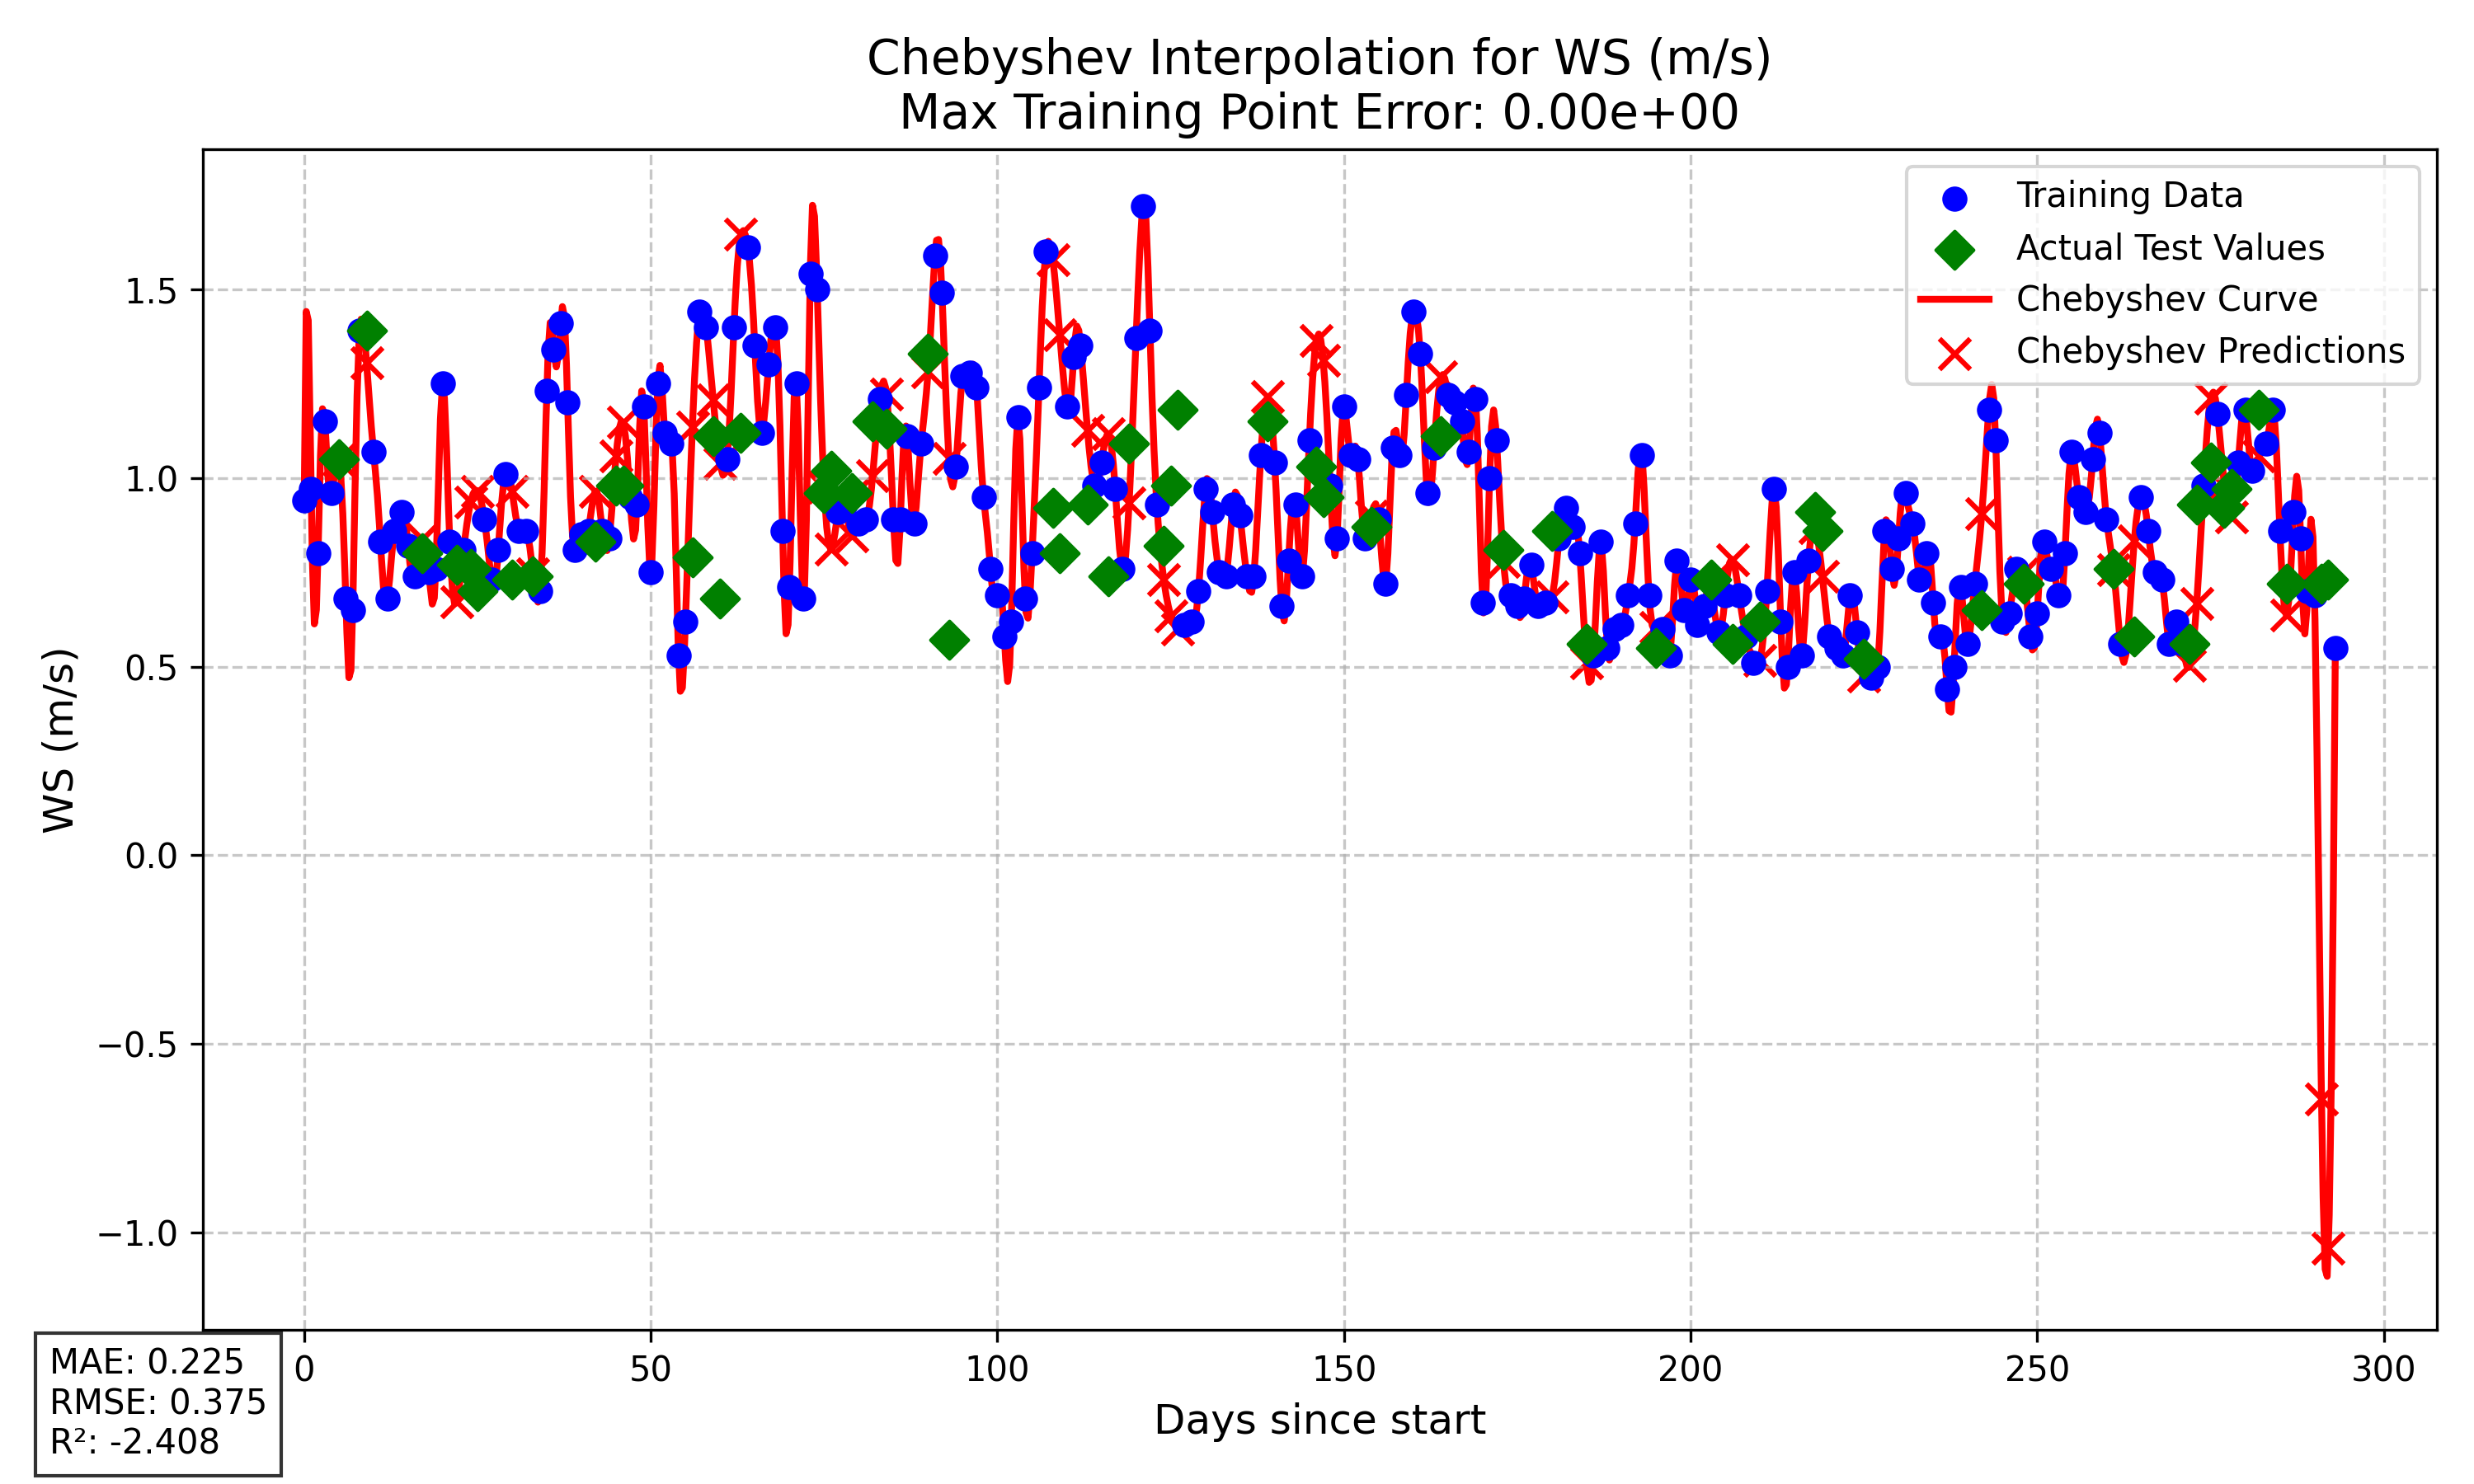 Chebyshev Interpolation for WS (m/s)
Max Training Point Error: 0.00e+00
Training Data
Actual Test Values
Chebyshev Curve
Chebyshev Predictions
WS (m/s)
1.5
1.0
0.5
0.0
−0.5
−1.0
0
50
100
150
200
250
300
Days since start
MAE: 0.225
RMSE: 0.375
R²: -2.408